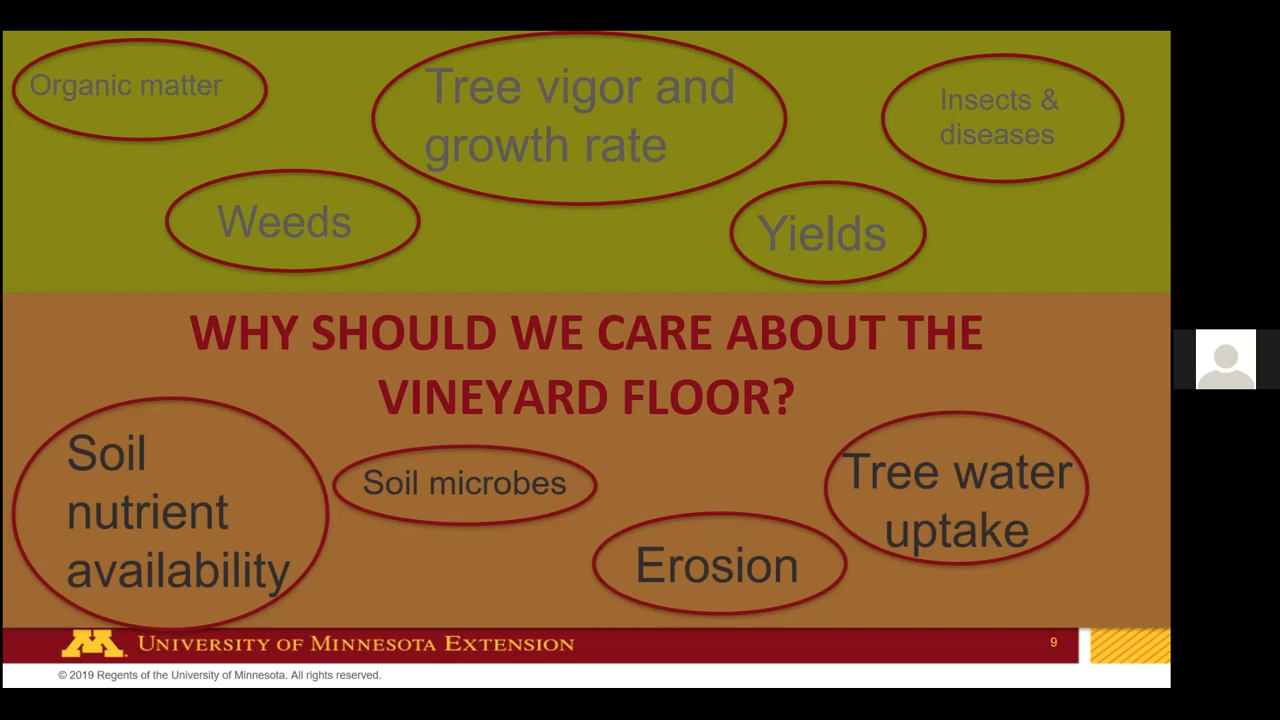 Organic matter
Tree vigor and
growth rate
Insects &
diseases
Weeds
Yields
WHY SHOULD WE CARE ABOUT THE
VINEYARD FLOOR?
Soil
nutrient
availability
Soil microbes
Erosion
Tree water
uptake
UNIVERSITY OF MINNESOTA EXTENSION
9
© 2019 Regents of the University of Minnesota. All rights reserved.